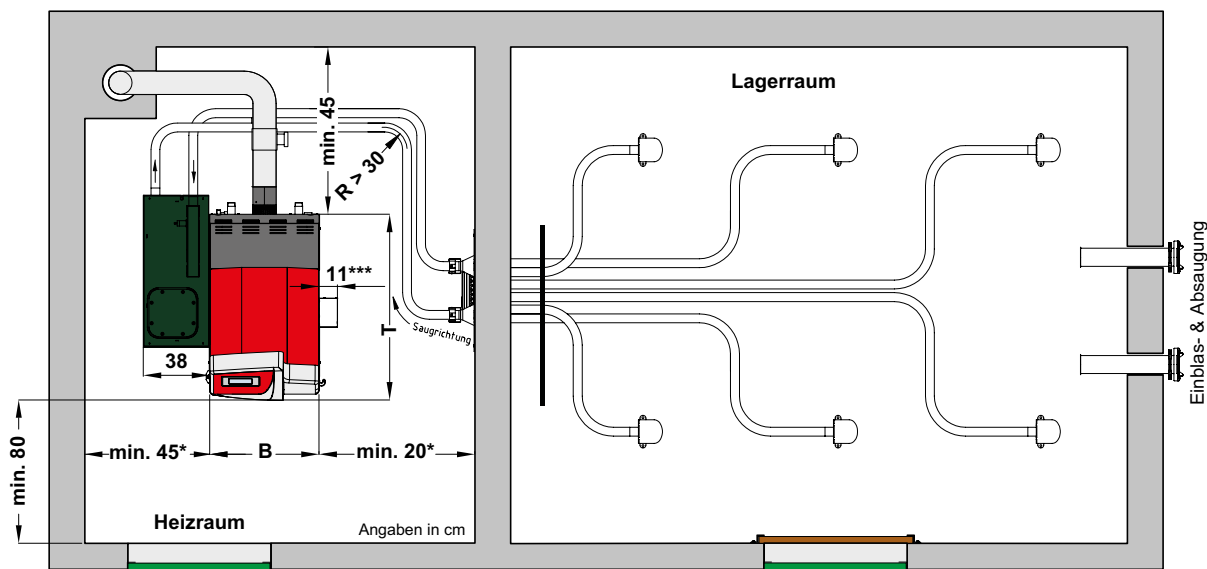 Lagerraum
min. 45
R > 30
11***
T
Saugrichtung
38
Einblas- & Absaugung
min. 80
min. 45*
B
min. 20*
Heizraum
Angaben in cm